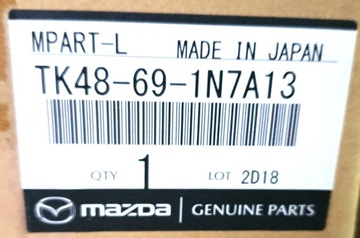 MPART-L MADE IN JAPAN
TK48-69-1N7A13
QTY 1 LOT 2D18
mazda GENUINE PARTS